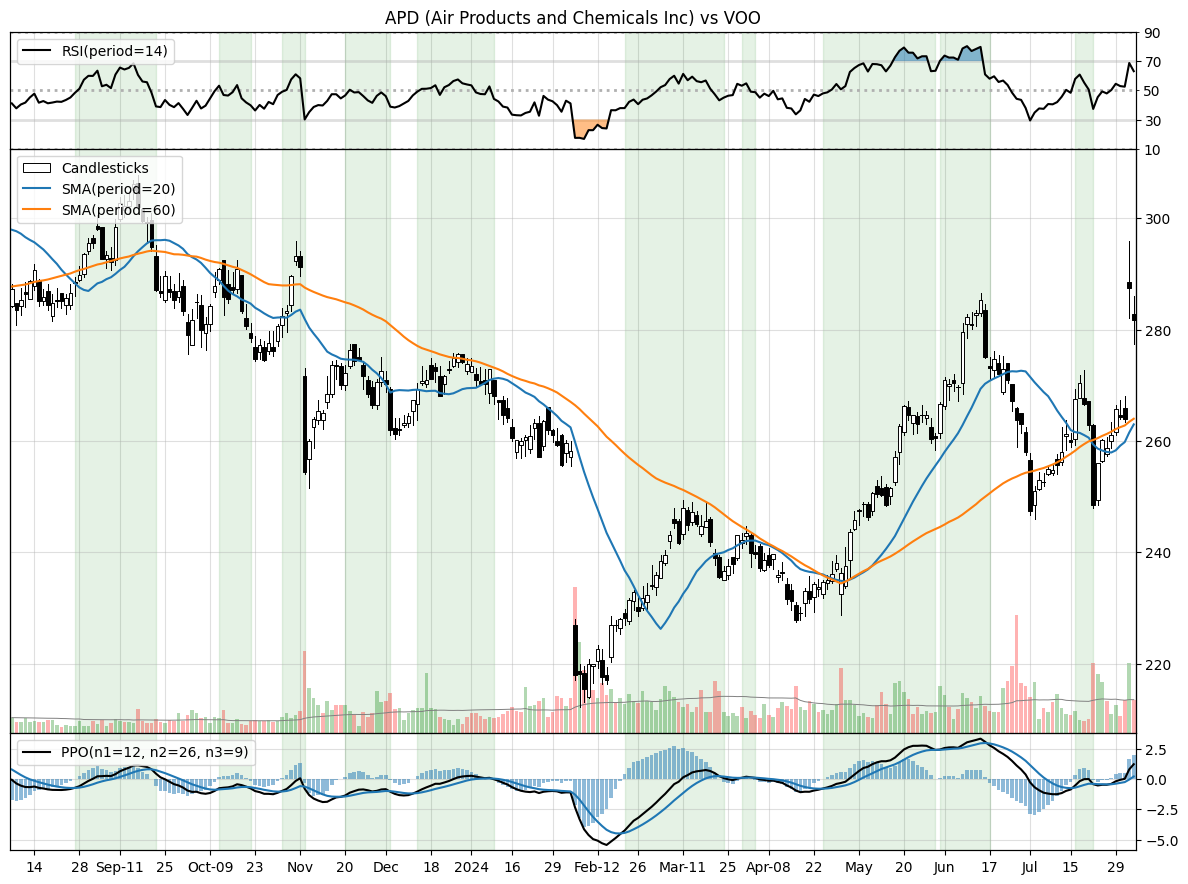 APD (Air Products and Chemicals Inc) vs VOO
RSI(period=14)
90
70
50
30
10
Candlesticks
SMA(period=20)
SMA(period=60)
300
280
260
240
220
PPO(n1=12, n2=26, n3=9)
2.5
0.0
−2.5
−5.0
14 28 Sep-11 25 Oct-09 23 Nov 20 Dec 18 2024 16 29 Feb-12 26 Mar-11 25 Apr-08 22 May 20 Jun 17 Jul 15 29